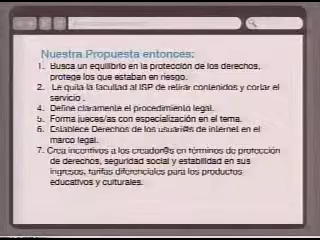 Nuestra Propuesta entonces:
1. Busca un equilibrio en la protección de los derechos,
protege los que estaban en riesgo.
2. Le quita la facultad al ISP de retirar contenidos y cortar el
servicio .
4. Define claramente el procedimiento legal.
5. Forma jueces/as con especialización en el tema.
6. Establece Derechos de los usuari@s de internet en el
marco legal.
7. Crea incentivos a los creador@s en términos de protección
de derechos, seguridad social y estabilidad en sus
ingresos, tarifas diferenciales para los productos
educativos y culturales.